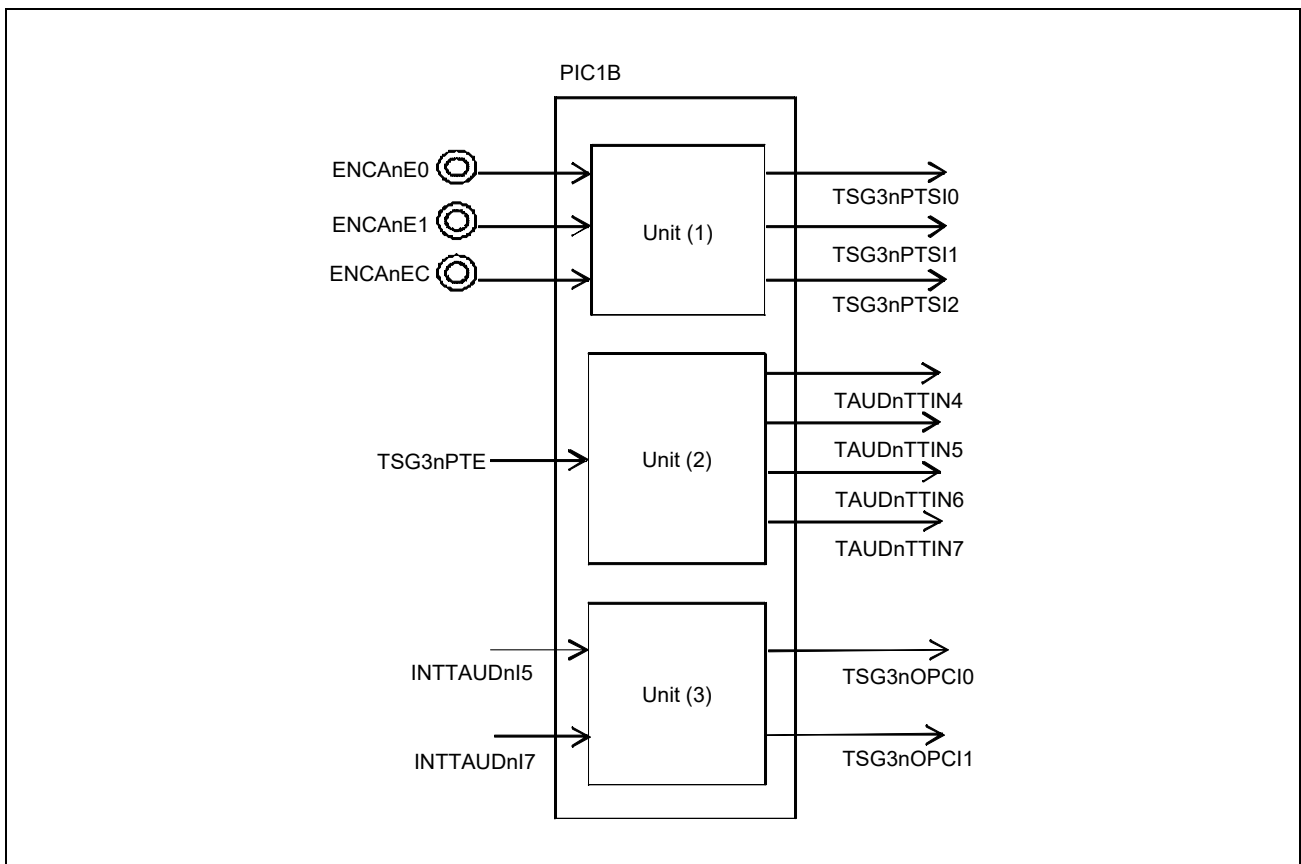 PIC1B
ENCAnE0
ENCAnE1
ENCAnEC
Unit (1)
TSG3nPTSI0
TSG3nPTSI1
TSG3nPTSI2
TSG3nPTE
Unit (2)
TAUDnTTIN4
TAUDnTTIN5
TAUDnTTIN6
TAUDnTTIN7
INTTAUDnI5
INTTAUDnI7
Unit (3)
TSG3nOPCI0
TSG3nOPCI1